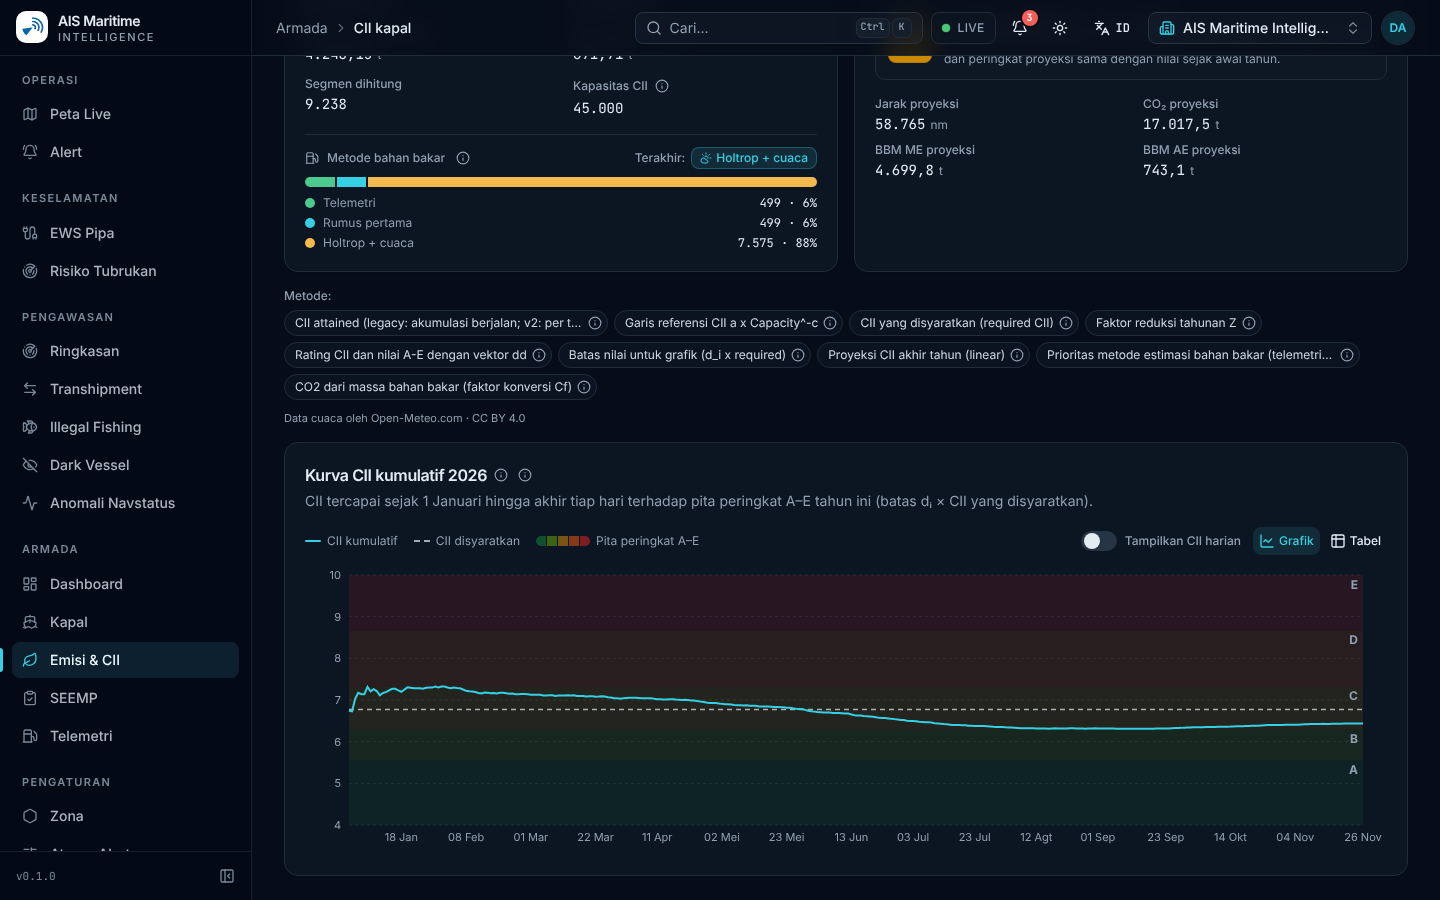 AIS Maritime
INTELLIGENCE
Armada > CII kapal
Cari...
Ctrl K
LIVE
3
ID
AIS Maritime Intellig...
DA
OPERASI
Peta Live
Alert
KESELAMATAN
EWS Pipa
Risiko Tubrukan
PENGAWASAN
Ringkasan
Transhipment
Illegal Fishing
Dark Vessel
Anomali Navstatus
ARMADA
Dashboard
Kapal
Emisi & CII
SEEMP
Telemetri
PENGATURAN
Zona
v0.1.0
Segmen dihitung
9.238
Kapasitas CII
45.000
Metode bahan bakar
Terakhir: Holtrop + cuaca
Telemetri 499 · 6%
Rumus pertama 499 · 6%
Holtrop + cuaca 7.575 · 88%
dan peringkat proyeksi sama dengan nilai sejak awal tahun.
Jarak proyeksi
58.765 nm
CO₂ proyeksi
17.017,5 t
BBM ME proyeksi
4.699,8 t
BBM AE proyeksi
743,1 t
Metode:
CII attained (legacy: akumulasi berjalan; v2: per t...
Garis referensi CII a x Capacity^-c
CII yang disyaratkan (required CII)
Faktor reduksi tahunan Z
Rating CII dan nilai A-E dengan vektor dd
Batas nilai untuk grafik (d_i x required)
Proyeksi CII akhir tahun (linear)
Prioritas metode estimasi bahan bakar (telemetri...
CO2 dari massa bahan bakar (faktor konversi Cf)
Data cuaca oleh Open-Meteo.com · CC BY 4.0
Kurva CII kumulatif 2026
CII tercapai sejak 1 Januari hingga akhir tiap hari terhadap pita peringkat A–E tahun ini (batas dᵢ × CII yang disyaratkan).
CII kumulatif
CII disyaratkan
Pita peringkat A–E
Tampilkan CII harian
Grafik
Tabel
10
9
8
7
6
5
4
E
D
C
B
A
18 Jan 08 Feb 01 Mar 22 Mar 11 Apr 02 Mei 23 Mei 13 Jun 03 Jul 23 Jul 12 Agt 01 Sep 23 Sep 14 Okt 04 Nov 26 Nov